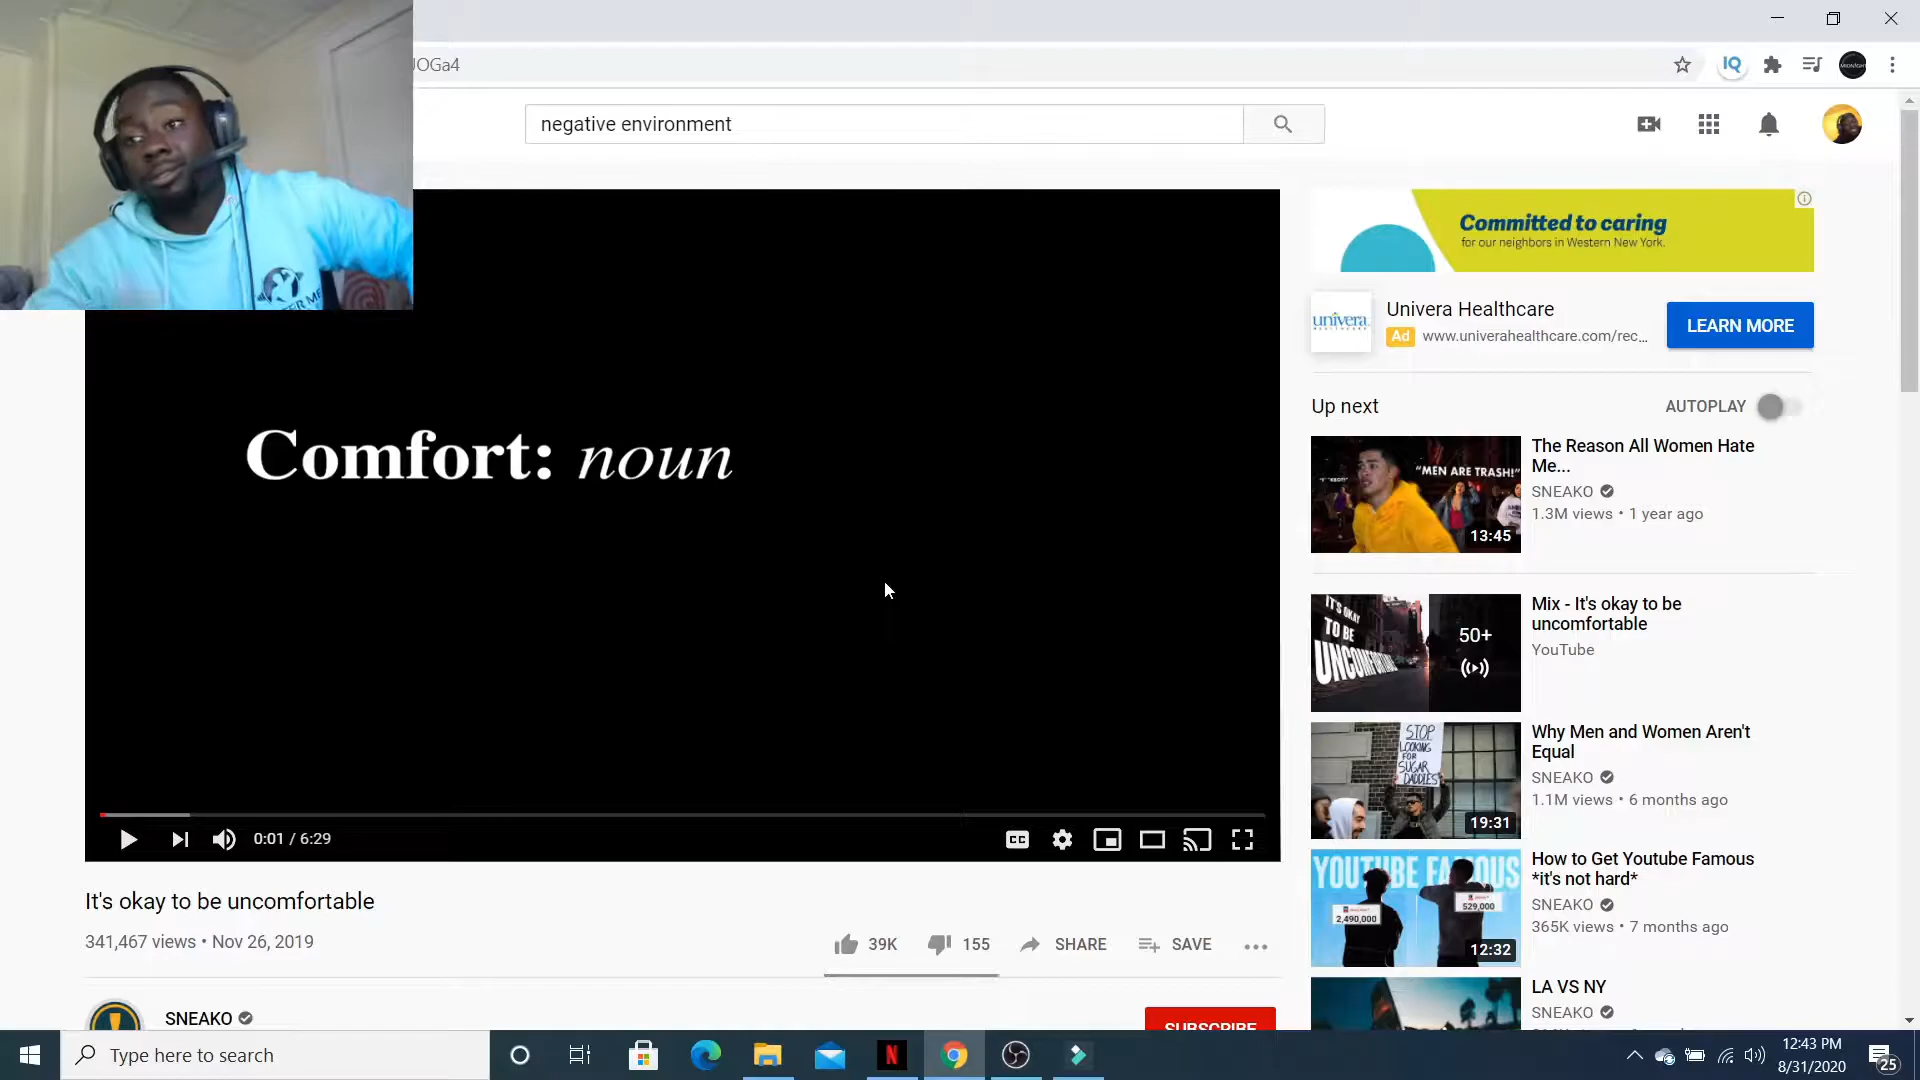 JOGa4
IQ
negative environment
Committed to caring
for our neighbors in Western New York.
univera
Univera Healthcare
Ad www.univerahealthcare.com/rec...
LEARN MORE
Comfort: noun
Up next
AUTOPLAY
"MEN ARE TRASH!"
13:45
The Reason All Women Hate
Me...
SNEAKO
1.3M views • 1 year ago
IT'S OKAY
TO BE
50+
Mix - It's okay to be
uncomfortable
YouTube
STOP
LOOKING
FOR
SUGAR
DADDIES
19:31
Why Men and Women Aren't
Equal
SNEAKO
1.1M views • 6 months ago
YOUTUBE FAMOUS
2,490,000
529,000
12:32
How to Get Youtube Famous
*it's not hard*
SNEAKO
365K views • 7 months ago
LA VS NY
SNEAKO
0:01 / 6:29
CC
It's okay to be uncomfortable
341,467 views • Nov 26, 2019
39K
155
SHARE
SAVE
SNEAKO
SUBSCRIBE
Type here to search
N
12:43 PM
8/31/2020
25